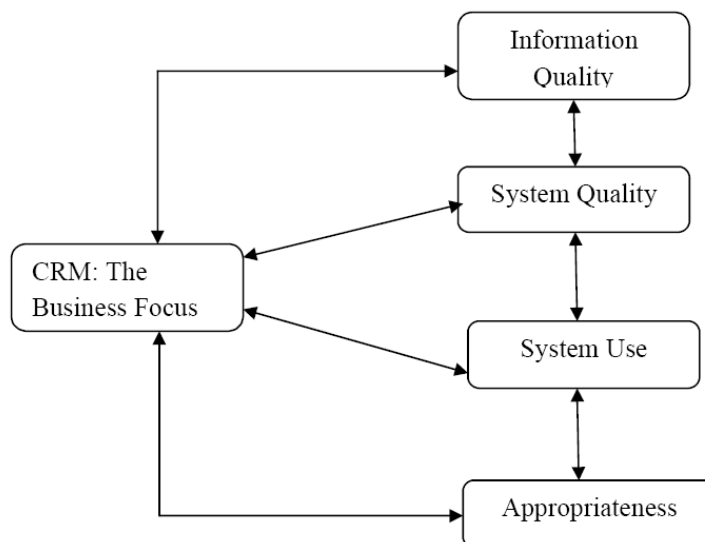 Information
Quality
System Quality
CRM: The
Business Focus
System Use
Appropriateness